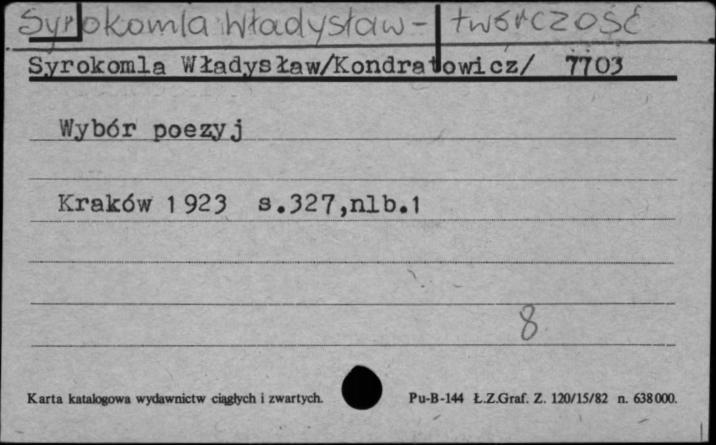 Syrokomla Władysław - twórczość
Syrokomla Władysław/Kondratowicz/ 7703
Wybór poezyj
Kraków 1923 s.327,nlb.1
8
Karta katalogowa wydawnictw ciągłych i zwartych. Pu-B-144 Ł.Z.Graf. Z. 120/15/82 n. 638000.